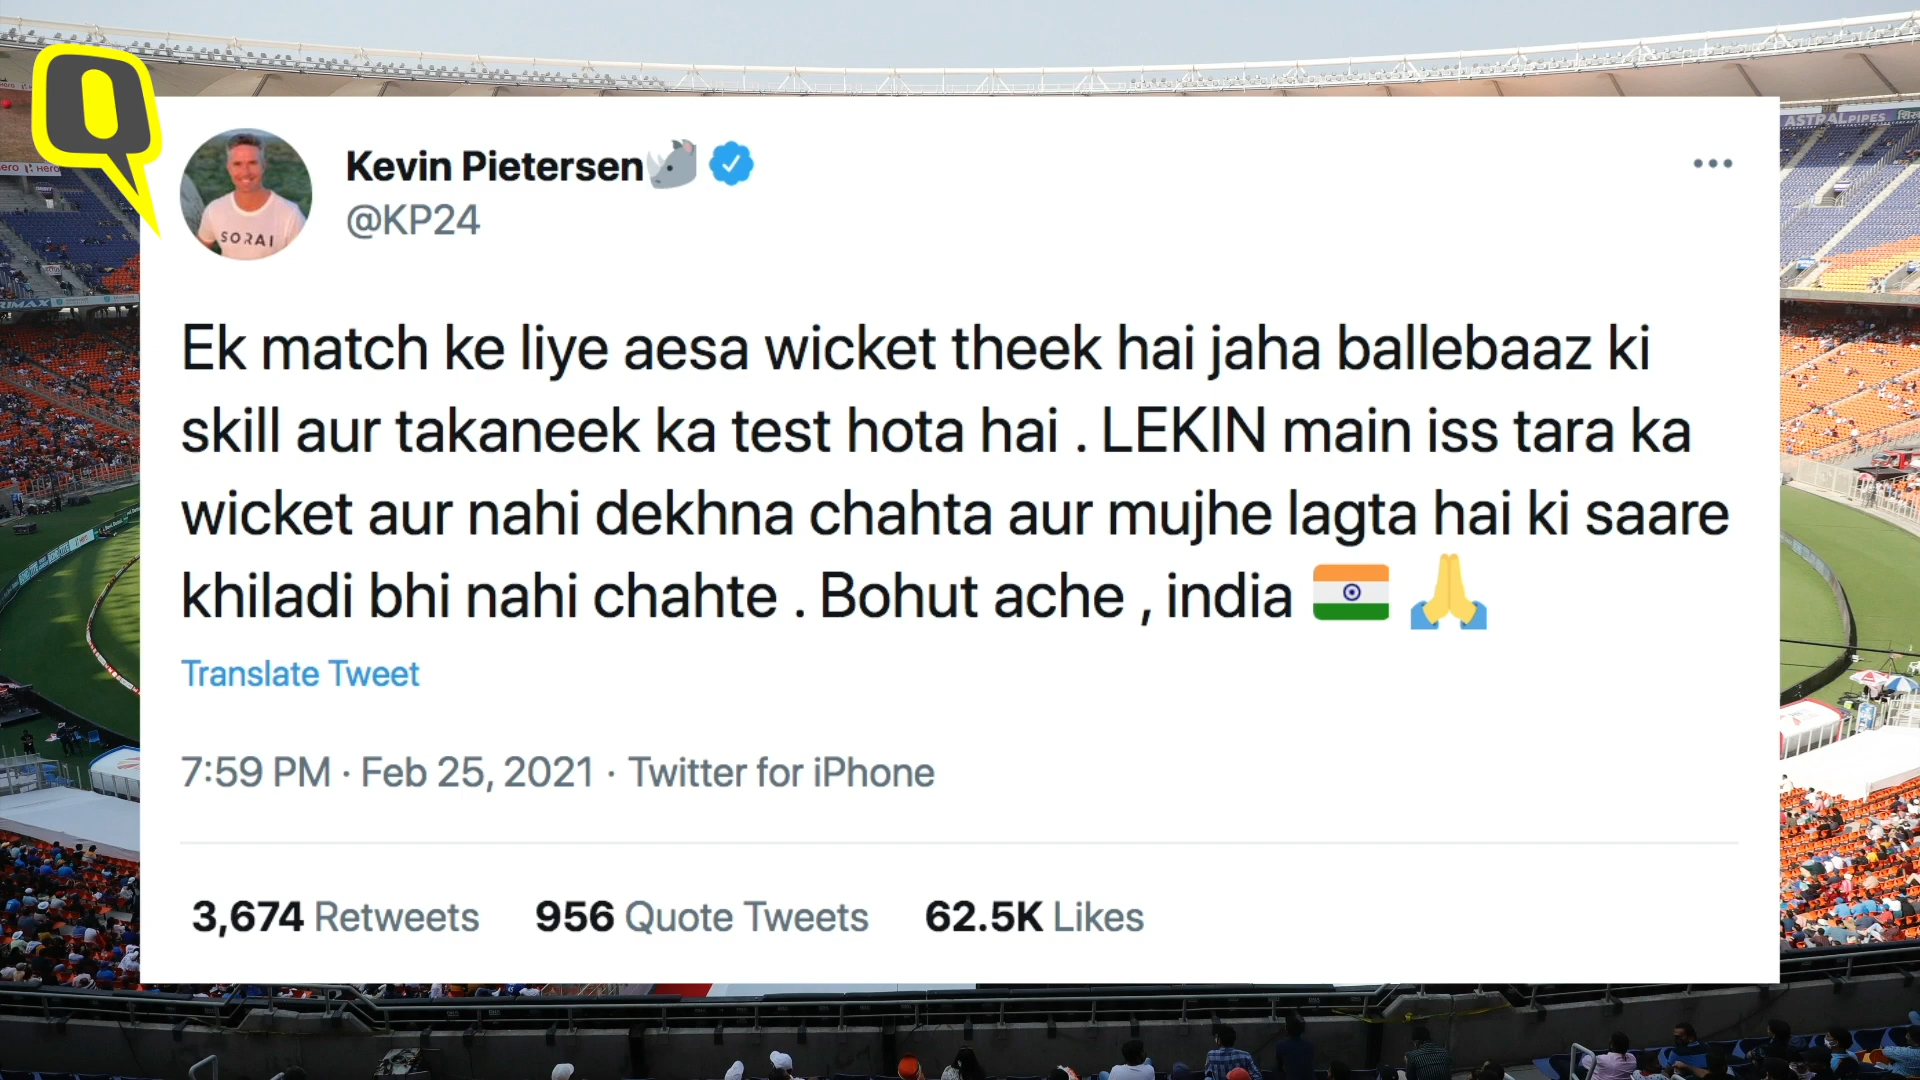 Kevin Pietersen🦏
@KP24
Ek match ke liye aesa wicket theek hai jaha ballebaaz ki
skill aur takaneek ka test hota hai . LEKIN main iss tara ka
wicket aur nahi dekhna chahta aur mujhe lagta hai ki saare
khiladi bhi nahi chahte . Bohut ache , india 🇮🇳 🙏
Translate Tweet
7:59 PM · Feb 25, 2021 · Twitter for iPhone
3,674 Retweets 956 Quote Tweets 62.5K Likes
SORAI
ASTRAL PIPES
Q